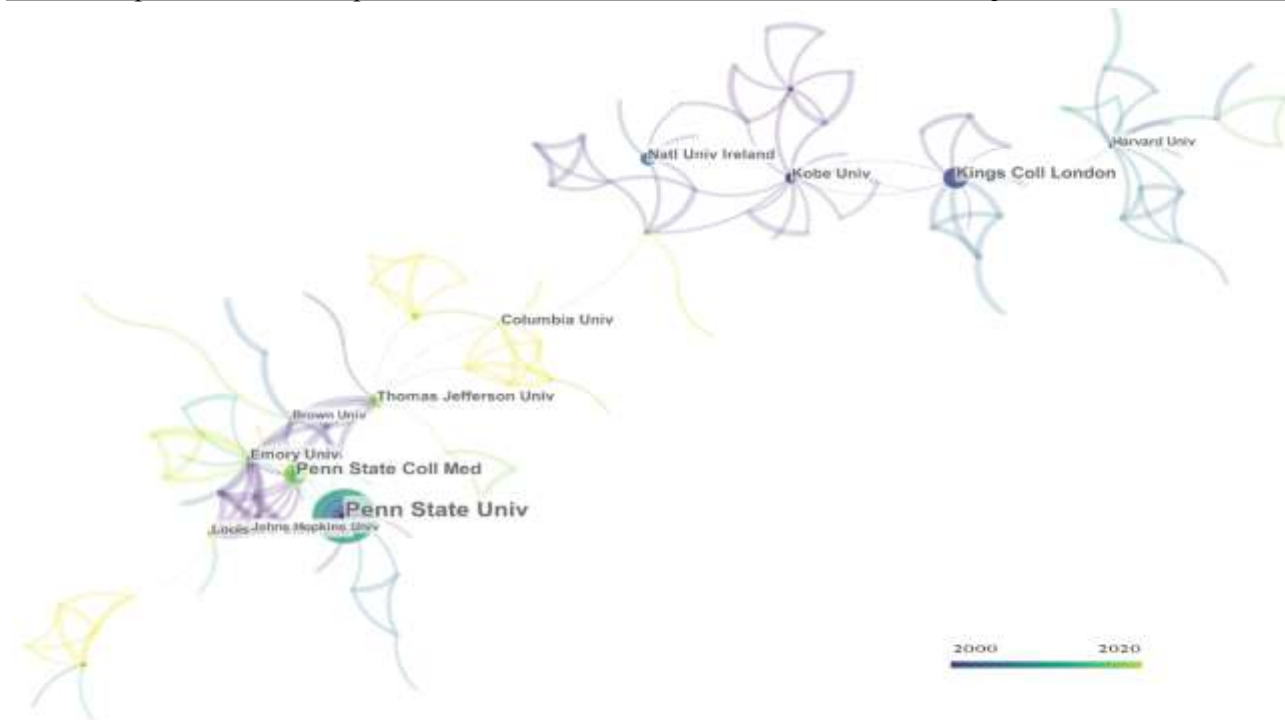 Harvard Univ
Natl Univ Ireland
Kobe Univ
Kings Coll London
Columbia Univ
Thomas Jefferson Univ
Brown Univ
Emory Univ
Penn State Coll Med
Penn State Univ
Johns Hopkins Univ
2000 2020